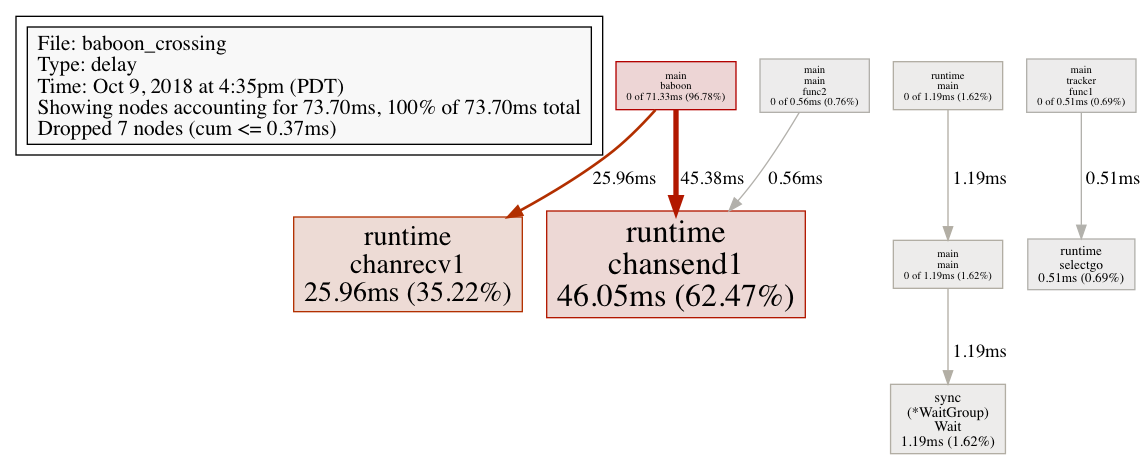 File: baboon_crossing
Type: delay
Time: Oct 9, 2018 at 4:35pm (PDT)
Showing nodes accounting for 73.70ms, 100% of 73.70ms total
Dropped 7 nodes (cum <= 0.37ms)
main
baboon
0 of 71.33ms (96.78%)
main
main
func2
0 of 0.56ms (0.76%)
runtime
main
0 of 1.19ms (1.62%)
main
tracker
func1
0 of 0.51ms (0.69%)
25.96ms
45.38ms
0.56ms
1.19ms
0.51ms
runtime
chanrecv1
25.96ms (35.22%)
runtime
chansend1
46.05ms (62.47%)
main
main
0 of 1.19ms (1.62%)
runtime
selectgo
0.51ms (0.69%)
1.19ms
sync
(*WaitGroup)
Wait
1.19ms (1.62%)